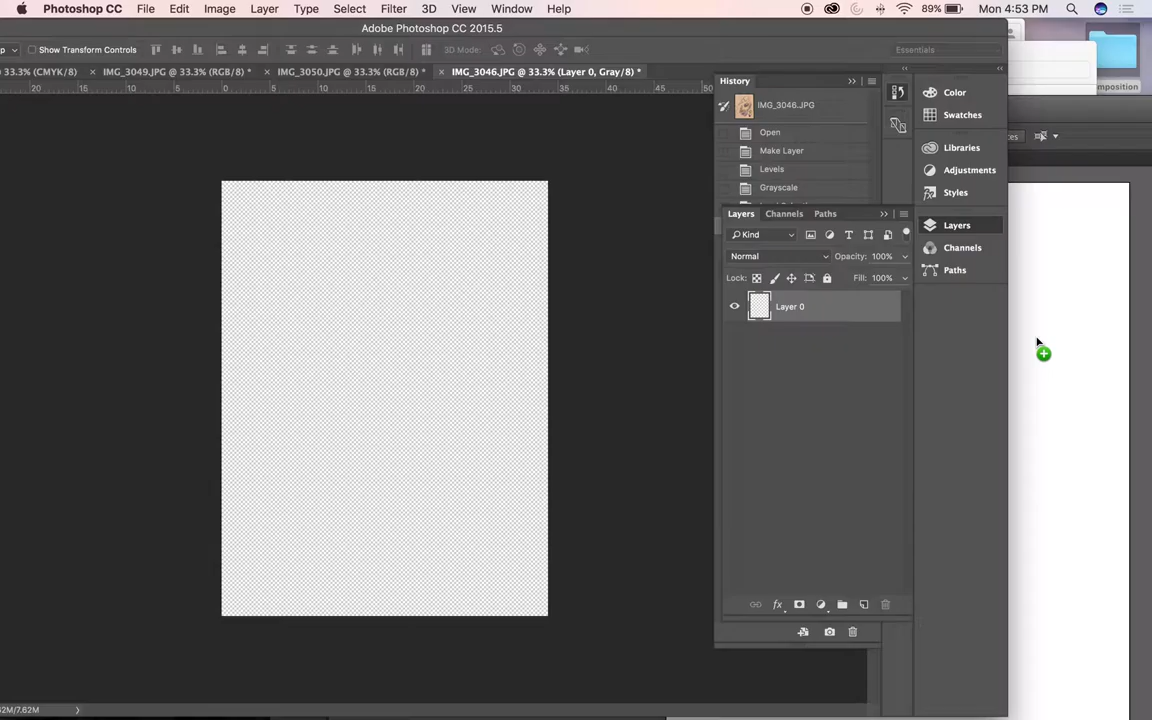 Photoshop CC File Edit Image Layer Type Select Filter 3D View Window Help 89% Mon 4:53 PM
Adobe Photoshop CC 2015.5
Show Transform Controls 3D Mode: Essentials
33.3% (CMYK/8) × IMG_3049.JPG @ 33.3% (RGB/8) * × IMG_3050.JPG @ 33.3% (RGB/8) * × IMG_3046.JPG @ 33.3% (Layer 0, Gray/8) *
20 15 10 5 0 5 10 15 20 25 30 35 40 45 50
History
IMG_3046.JPG
Open
Make Layer
Levels
Grayscale
Layers Channels Paths
Kind
Normal Opacity: 100%
Lock: Fill: 100%
Layer 0
Color
Swatches
Libraries
Adjustments
Styles
Layers
Channels
Paths
omposition